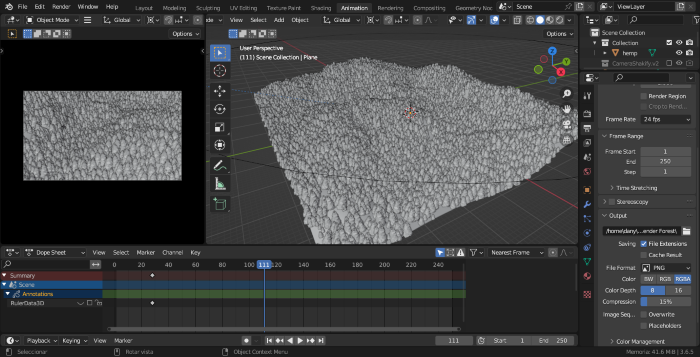 File Edit Render Window Help Layout Modeling Sculpting UV Editing Texture Paint Shading Animation Rendering Compositing Geometry Nor Scene ViewLayer
Object Mode Global Object Mode View Select Add Object Global
Options Options
User Perspective
(111) Scene Collection | Plane
Z
Y
X
Scene Collection
Collection
hemp
CameraShakify.v2
Render Region
Crop to Rend..
Frame Rate 24 fps
Frame Range
Frame Start 1
End 250
Step 1
Time Stretching
Stereoscopy
Output
/home\dany\...ender Forest\
Saving File Extensions
Cache Result
File Format PNG
Color BW RGB RGBA
Color Depth 8 16
Compression 15%
Image Seq... Overwrite
Placeholders
Color Management
Dope Sheet View Select Marker Channel Key Nearest Frame
0 20 40 60 80 100 111 120 140 160 180 200 220 240
Summary
Scene
Annotations
RulerData3D
Playback Keying View Marker 111 Start 1 End 250
Seleccionar Rotar vista Object Context Menu Memoria: 41.6 MiB | 3.6.5